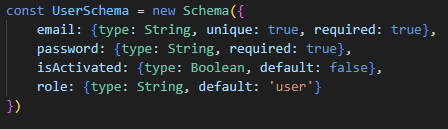 const UserSchema = new Schema({
    email: {type: String, unique: true, required: true},
    password: {type: String, required: true},
    isActivated: {type: Boolean, default: false},
    role: {type: String, default: 'user'}
})